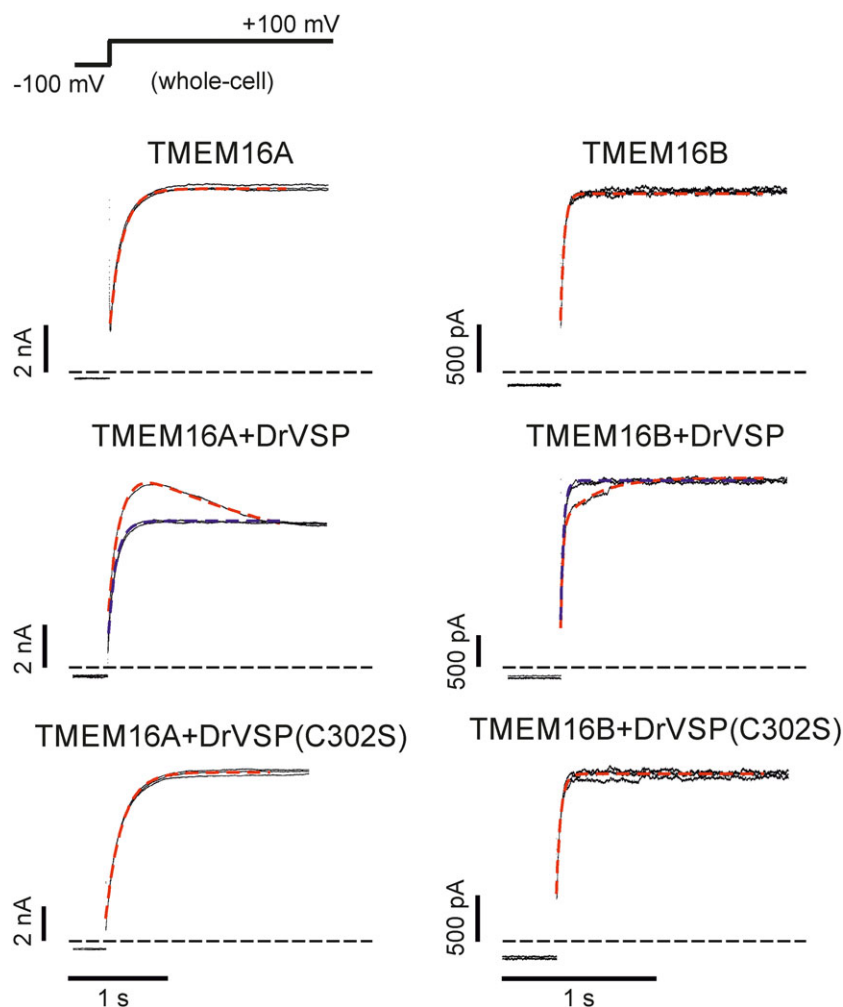 +100 mV
-100 mV
(whole-cell)
TMEM16A
TMEM16B
2 nA
500 pA
TMEM16A+DrVSP
TMEM16B+DrVSP
2 nA
500 pA
TMEM16A+DrVSP(C302S)
TMEM16B+DrVSP(C302S)
2 nA
500 pA
1 s
1 s